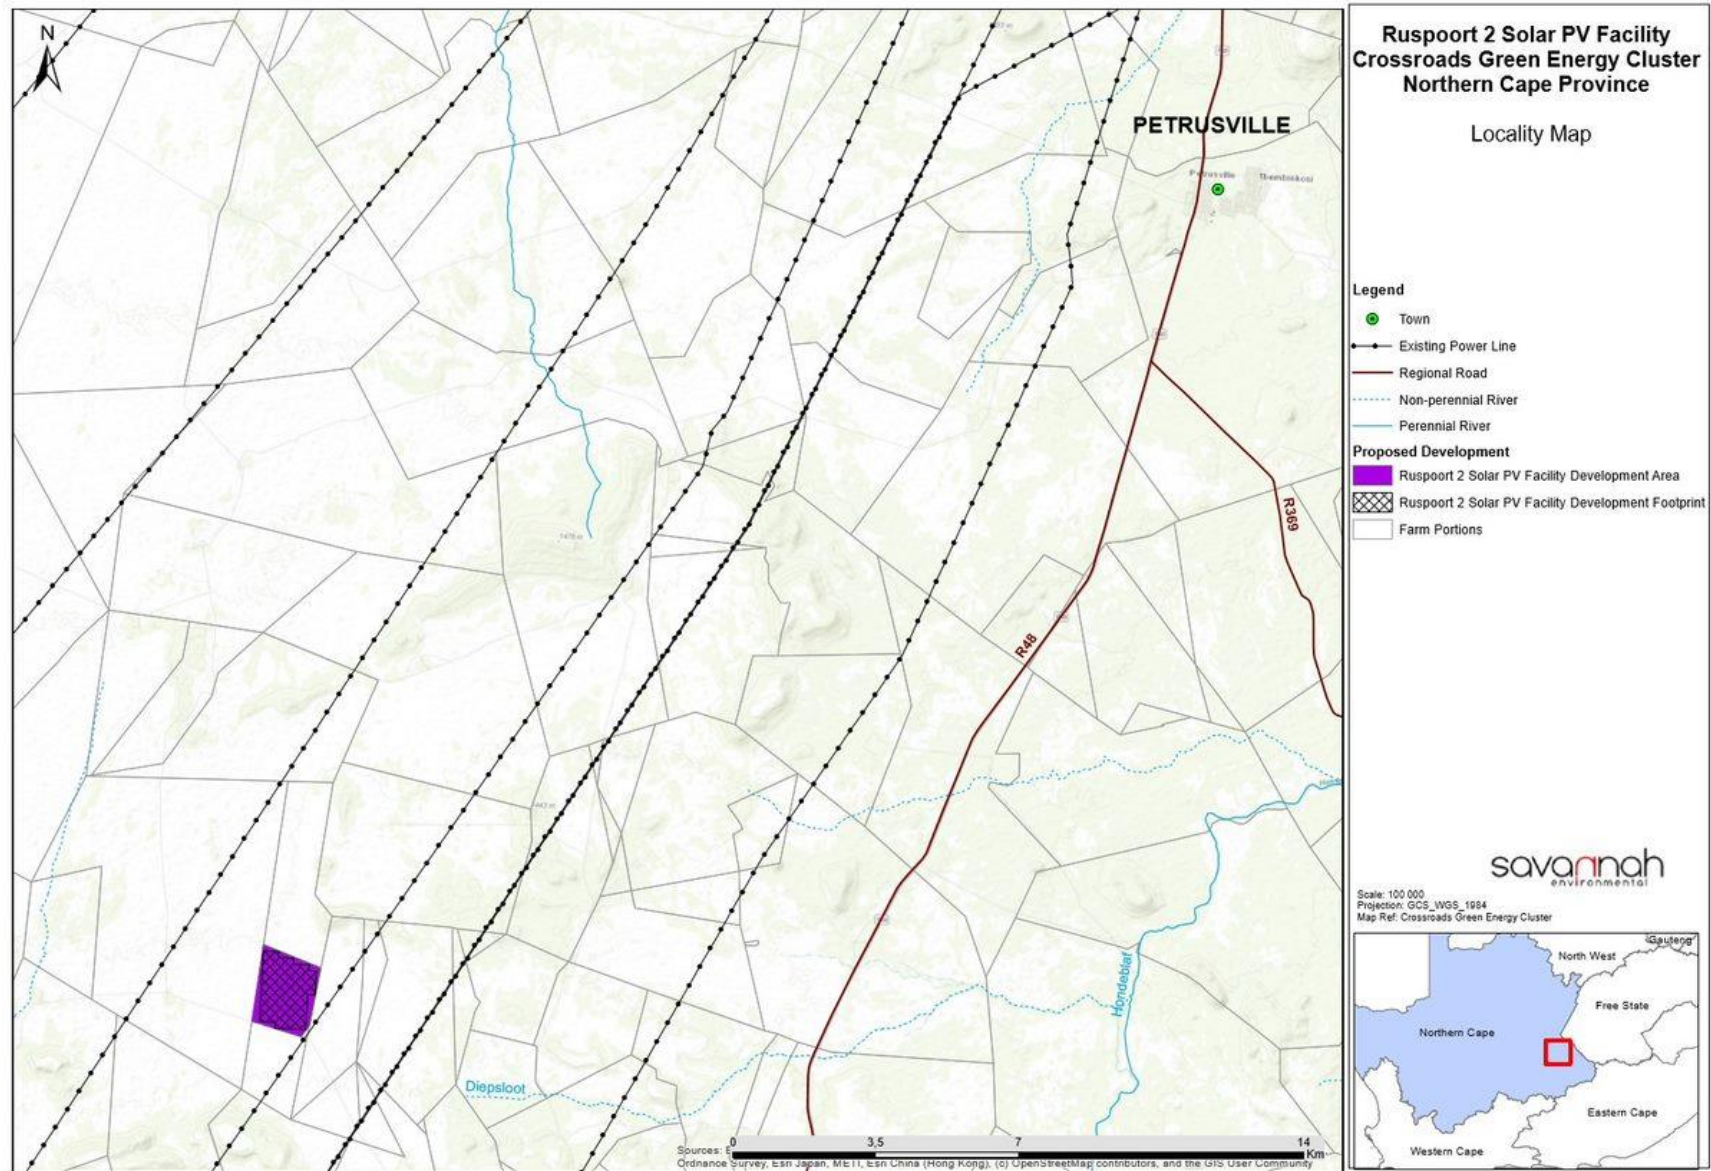 N
PETRUSVILLE
Petrusville
Thembinkosi
R369
R48
Hondeblaf
Diepsloot
1476 m
0 3,5 7 14
Km
Sources:
Ordnance Survey, Esri Japan, METI, Esri China (Hong Kong), (c) OpenStreetMap contributors, and the GIS User Community
Ruspoort 2 Solar PV Facility
Crossroads Green Energy Cluster
Northern Cape Province
Locality Map
Legend
Town
Existing Power Line
Regional Road
Non-perennial River
Perennial River
Proposed Development
Ruspoort 2 Solar PV Facility Development Area
Ruspoort 2 Solar PV Facility Development Footprint
Farm Portions
savannah
environmental
Scale: 100 000
Projection: GCS_WGS_1984
Map Ref: Crossroads Green Energy Cluster
Gauteng
North West
Free State
Northern Cape
Eastern Cape
Western Cape